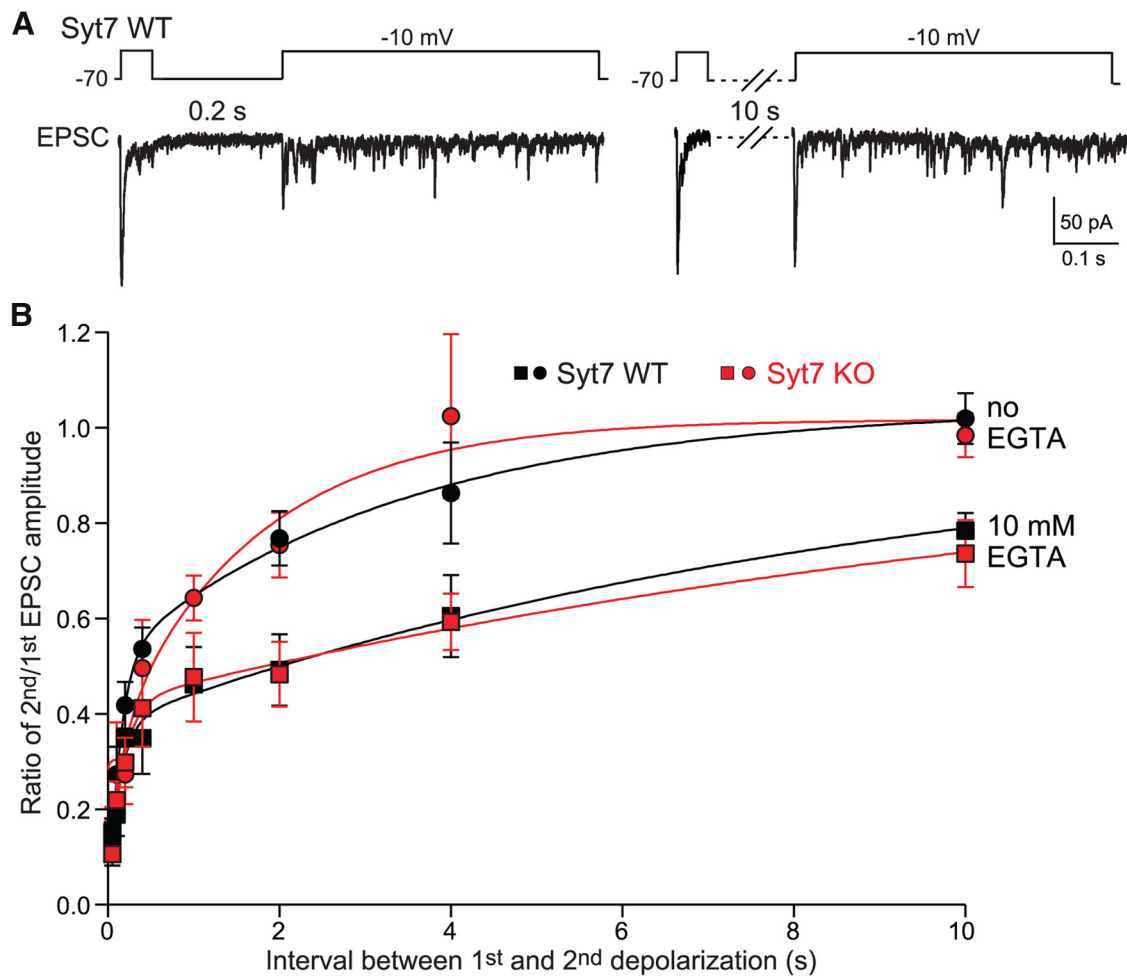 A
Syt7 WT
-10 mV
-70
0.2 s
EPSC
-10 mV
-70
10 s
50 pA
0.1 s
B
Syt7 WT
Syt7 KO
no
EGTA
10 mM
EGTA
Ratio of 2nd/1st EPSC amplitude
1.2
1.0
0.8
0.6
0.4
0.2
0.0
0 2 4 6 8 10
Interval between 1st and 2nd depolarization (s)